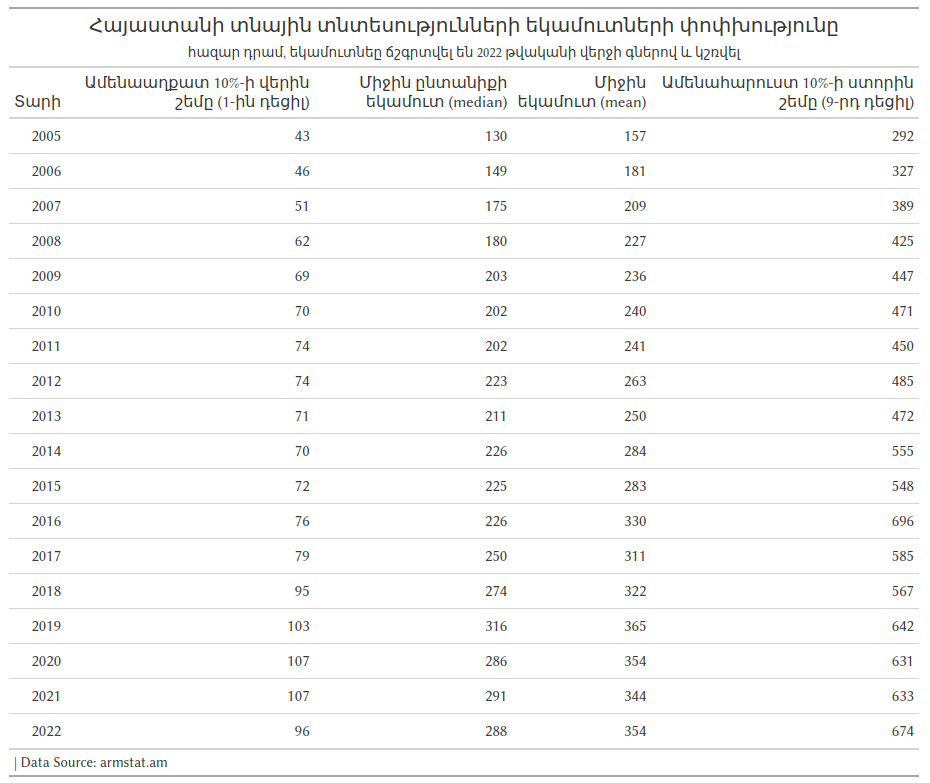 Հայաստանի տնային տնտեսությունների եկամուտների փոփխությունը
հազար դրամ, եկամուտները ճշգրտվել են 2022 թվականի վերջի գներով և կշռվել
Տարի Ամենաաղքատ 10%-ի վերին շեմը (1-ին դեցիլ) Միջին ընտանիքի եկամուտ (median) Միջին եկամուտ (mean) Ամենահարուստ 10%-ի ստորին շեմը (9-րդ դեցիլ)
2005 43 130 157 292
2006 46 149 181 327
2007 51 175 209 389
2008 62 180 227 425
2009 69 203 236 447
2010 70 202 240 471
2011 74 202 241 450
2012 74 223 263 485
2013 71 211 250 472
2014 70 226 284 555
2015 72 225 283 548
2016 76 226 330 696
2017 79 250 311 585
2018 95 274 322 567
2019 103 316 365 642
2020 107 286 354 631
2021 107 291 344 633
2022 96 288 354 674
| Data Source: armstat.am